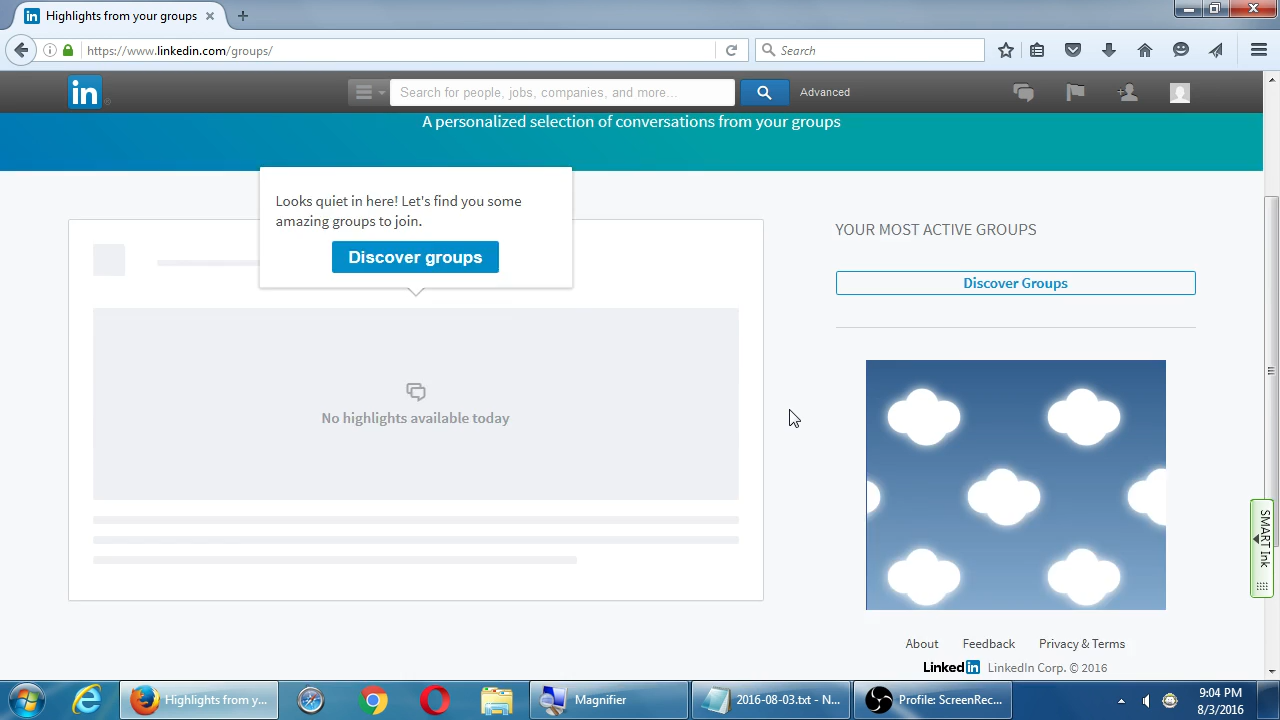 Highlights from your groups
https://www.linkedin.com/groups/
Search
in
Search for people, jobs, companies, and more...
Advanced
A personalized selection of conversations from your groups
Looks quiet in here! Let's find you some
amazing groups to join.
Discover groups
No highlights available today
YOUR MOST ACTIVE GROUPS
Discover Groups
About Feedback Privacy & Terms
Linked in LinkedIn Corp. © 2016
SMART Ink
Highlights from y...
Magnifier
2016-08-03.txt - N...
Profile: ScreenRec...
9:04 PM
8/3/2016